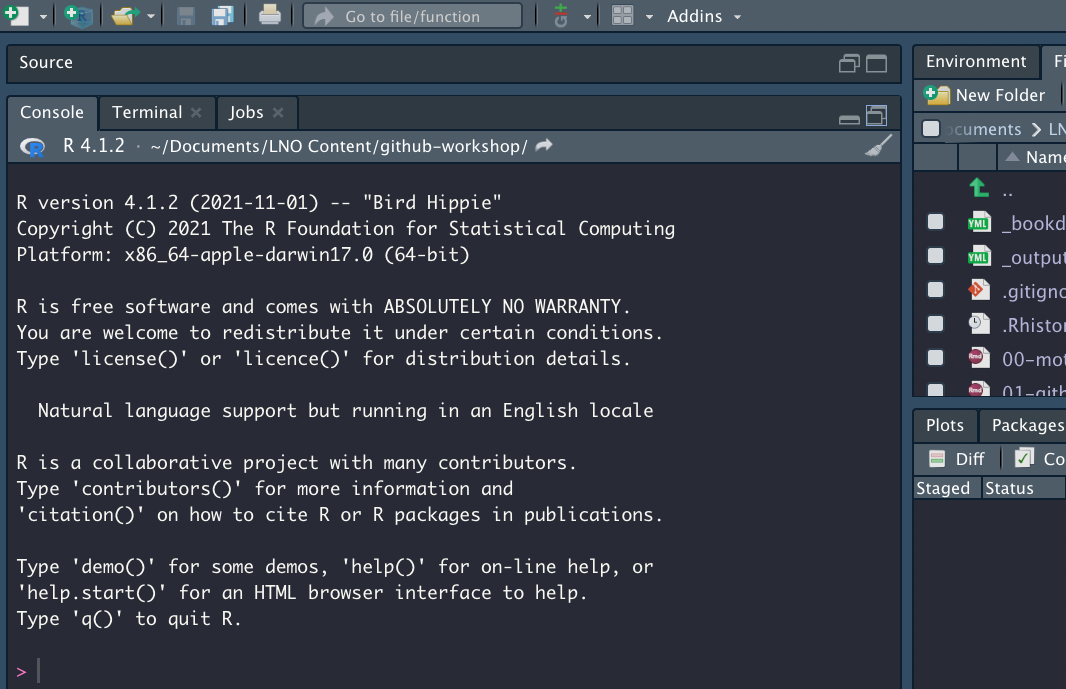 Go to file/function
Addins
Source
Console
Terminal
Jobs
R 4.1.2 · ~/Documents/LNO Content/github-workshop/
R version 4.1.2 (2021-11-01) -- "Bird Hippie"
Copyright (C) 2021 The R Foundation for Statistical Computing
Platform: x86_64-apple-darwin17.0 (64-bit)
R is free software and comes with ABSOLUTELY NO WARRANTY.
You are welcome to redistribute it under certain conditions.
Type 'license()' or 'licence()' for distribution details.
Natural language support but running in an English locale
R is a collaborative project with many contributors.
Type 'contributors()' for more information and
'citation()' on how to cite R or R packages in publications.
Type 'demo()' for some demos, 'help()' for on-line help, or
'help.start()' for an HTML browser interface to help.
Type 'q()' to quit R.
>
Environment
New Folder
LN
Name
..
YML _bookd
YML _output
.gitigno
.Rhistor
Rmd 00-mot
Rmd 01-gith
Plots
Packages
Diff
Co
Staged
Status